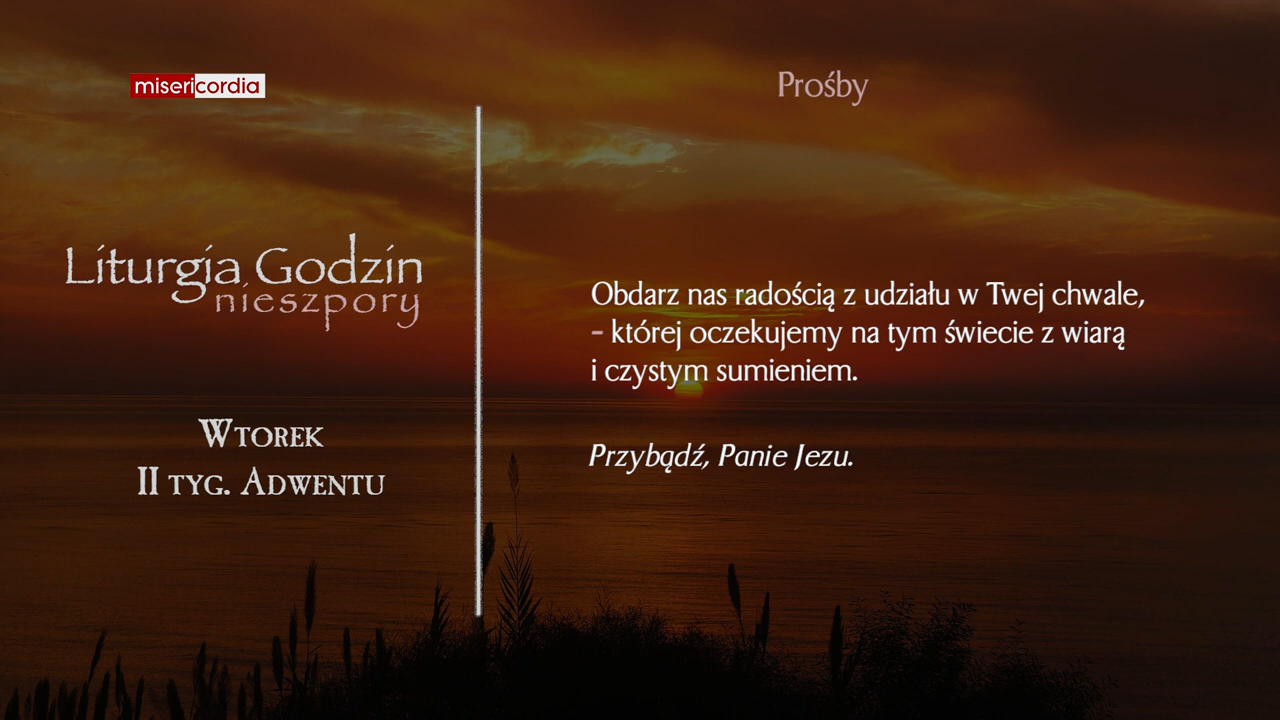 misericordia
Liturgia Godzin
nieszpory
Wtorek
II tyg. Adwentu
Prośby
Obdarz nas radością z udziału w Twej chwale,
- której oczekujemy na tym świecie z wiarą
i czystym sumieniem.
Przybądź, Panie Jezu.